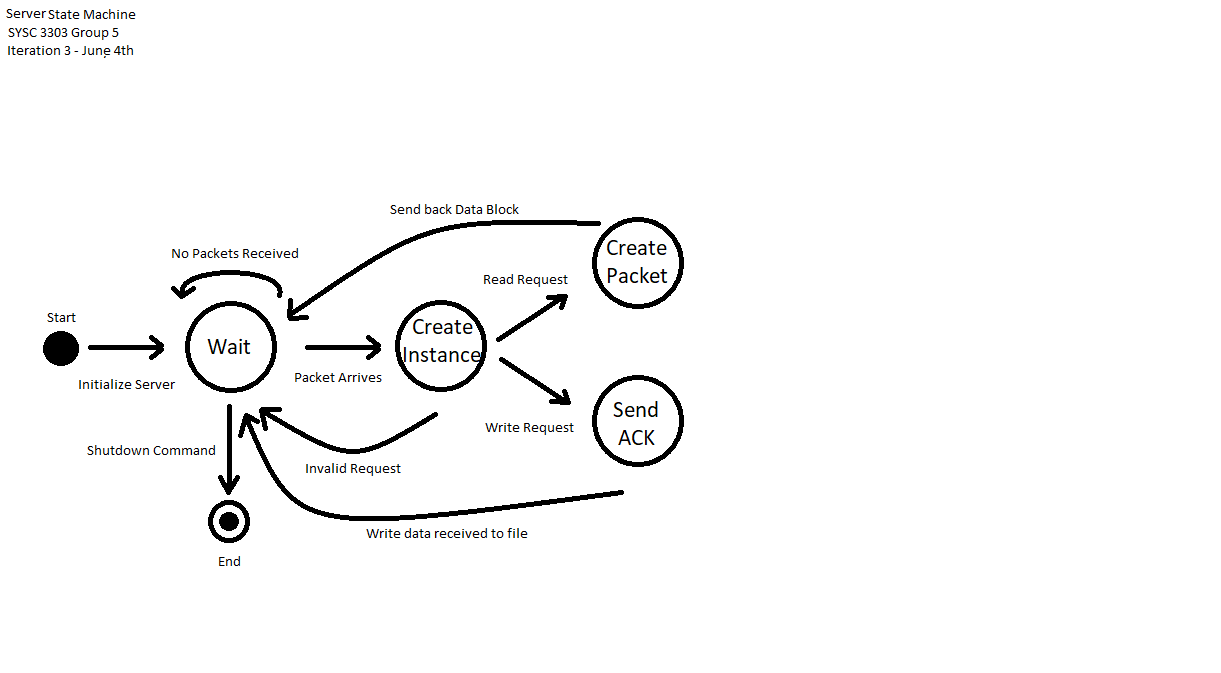 Server State Machine
SYSC 3303 Group 5
Iteration 3 - June 4th
Send back Data Block
Create
Packet
No Packets Received
Read Request
Start
Wait
Create
Instance
Initialize Server
Packet Arrives
Send
ACK
Write Request
Shutdown Command
Invalid Request
Write data received to file
End